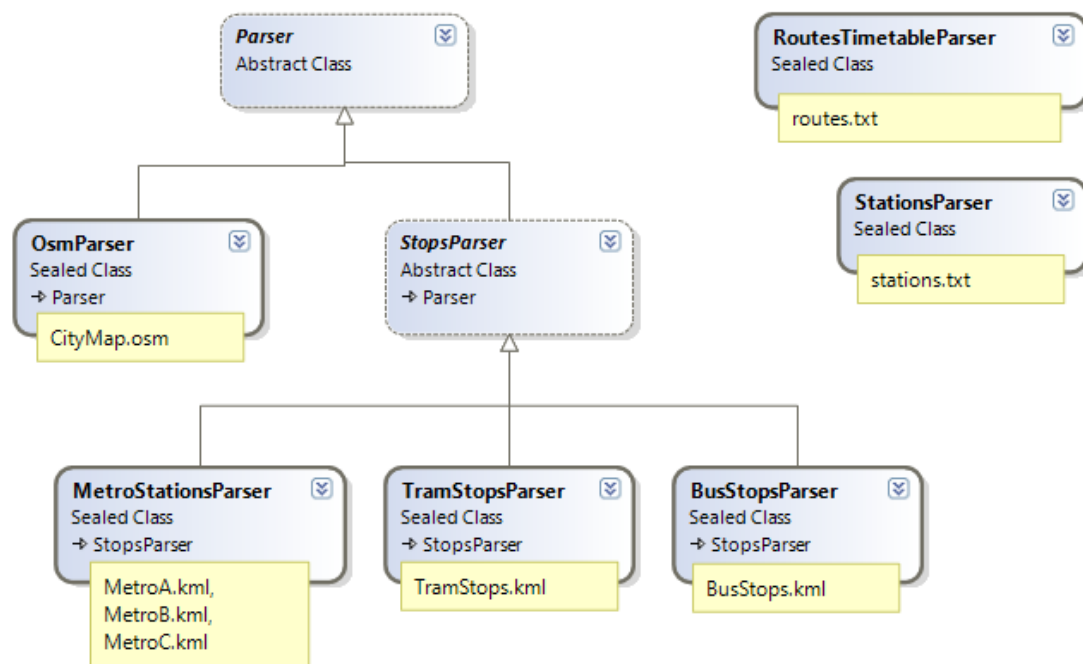 Parser
Abstract Class
RoutesTimetableParser
Sealed Class
routes.txt
StationsParser
Sealed Class
stations.txt
OsmParser
Sealed Class
Parser
CityMap.osm
StopsParser
Abstract Class
Parser
MetroStationsParser
Sealed Class
StopsParser
MetroA.kml,
MetroB.kml,
MetroC.kml
TramStopsParser
Sealed Class
StopsParser
TramStops.kml
BusStopsParser
Sealed Class
StopsParser
BusStops.kml